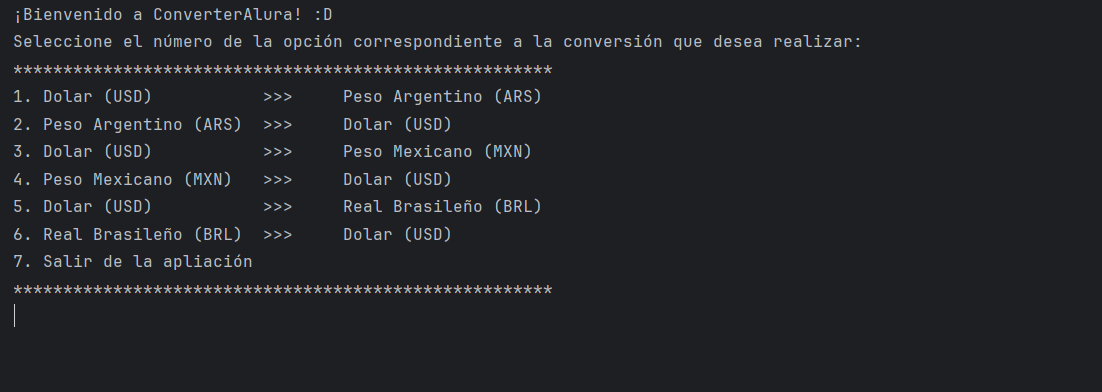 ¡Bienvenido a ConverterAlura! :D
Seleccione el número de la opción correspondiente a la conversión que desea realizar:
******************************************************
1. Dolar (USD)           >>>     Peso Argentino (ARS)
2. Peso Argentino (ARS)  >>>     Dolar (USD)
3. Dolar (USD)           >>>     Peso Mexicano (MXN)
4. Peso Mexicano (MXN)   >>>     Dolar (USD)
5. Dolar (USD)           >>>     Real Brasileño (BRL)
6. Real Brasileño (BRL)  >>>     Dolar (USD)
7. Salir de la apliación
******************************************************